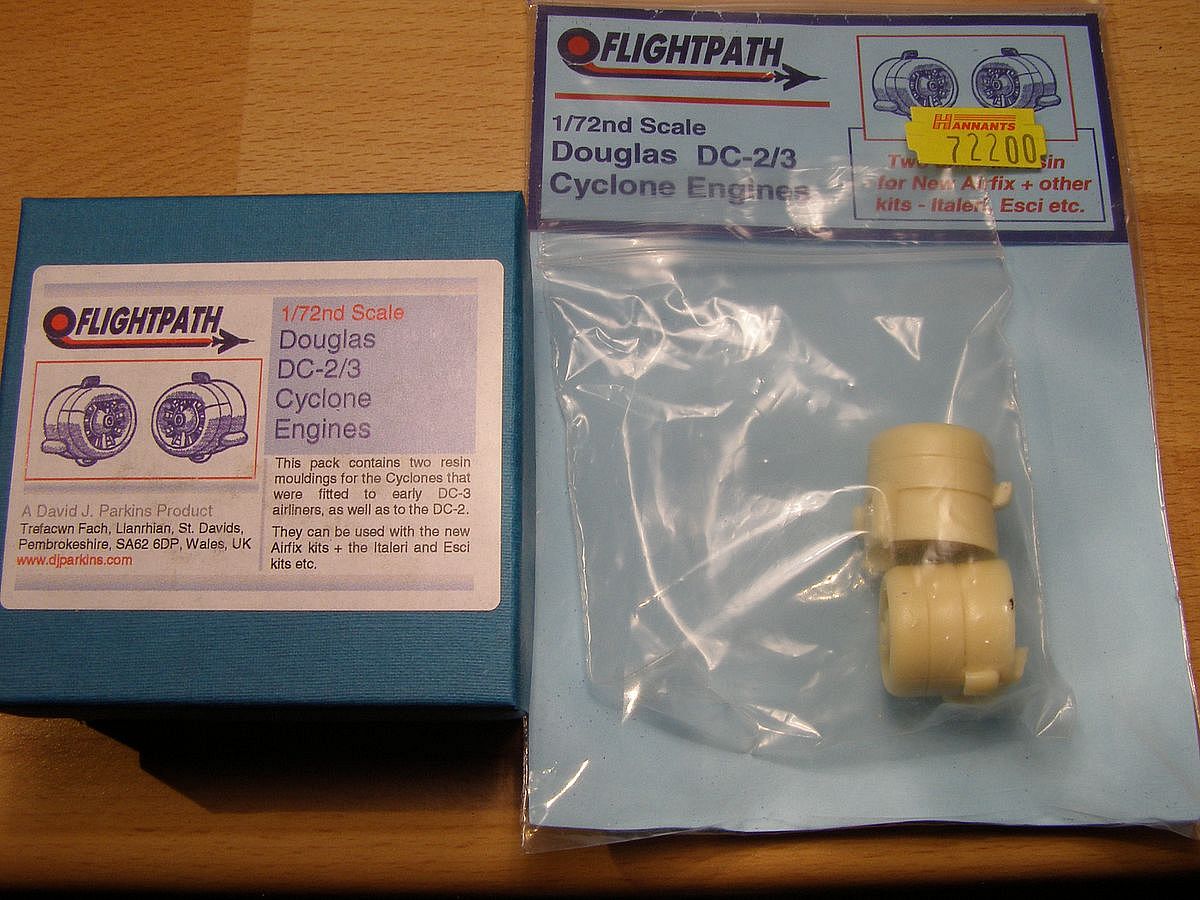 FLIGHTPATH
1/72nd Scale
Douglas
DC-2/3
Cyclone
Engines
This pack contains two resin
mouldings for the Cyclones that
were fitted to early DC-3
airliners, as well as to the DC-2.
They can be used with the new
Airfix kits + the Italeri and Esci
kits etc.
A David J. Parkins Product
Trefacwn Fach, Llanrhian, St. Davids,
Pembrokeshire, SA62 6DP, Wales, UK
www.djparkins.com
FLIGHTPATH
1/72nd Scale
Douglas DC-2/3
Cyclone Engines
HANNANTS
72200
for New Airfix + other
kits - Italeri, Esci etc.